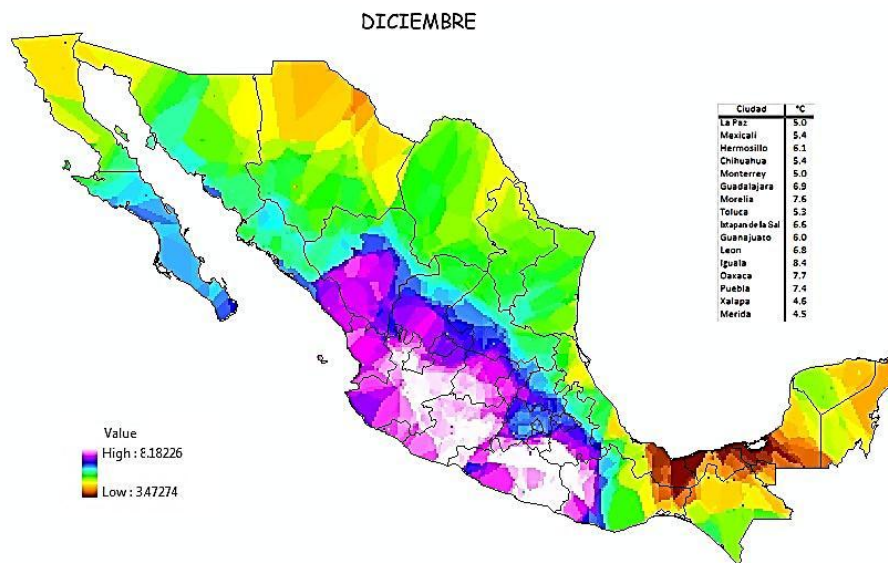 DICIEMBRE
Ciudad °C
La Paz 5.0
Mexicali 5.4
Hermosillo 6.1
Chihuahua 5.4
Monterrey 5.0
Guadalajara 6.9
Morelia 7.6
Toluca 5.3
Ixtapan de la Sal 6.6
Guanajuato 6.0
Leon 6.8
Iguala 8.4
Oaxaca 7.7
Puebla 7.4
Xalapa 4.6
Merida 4.5
Value
High : 8.18226
Low : 3.47274